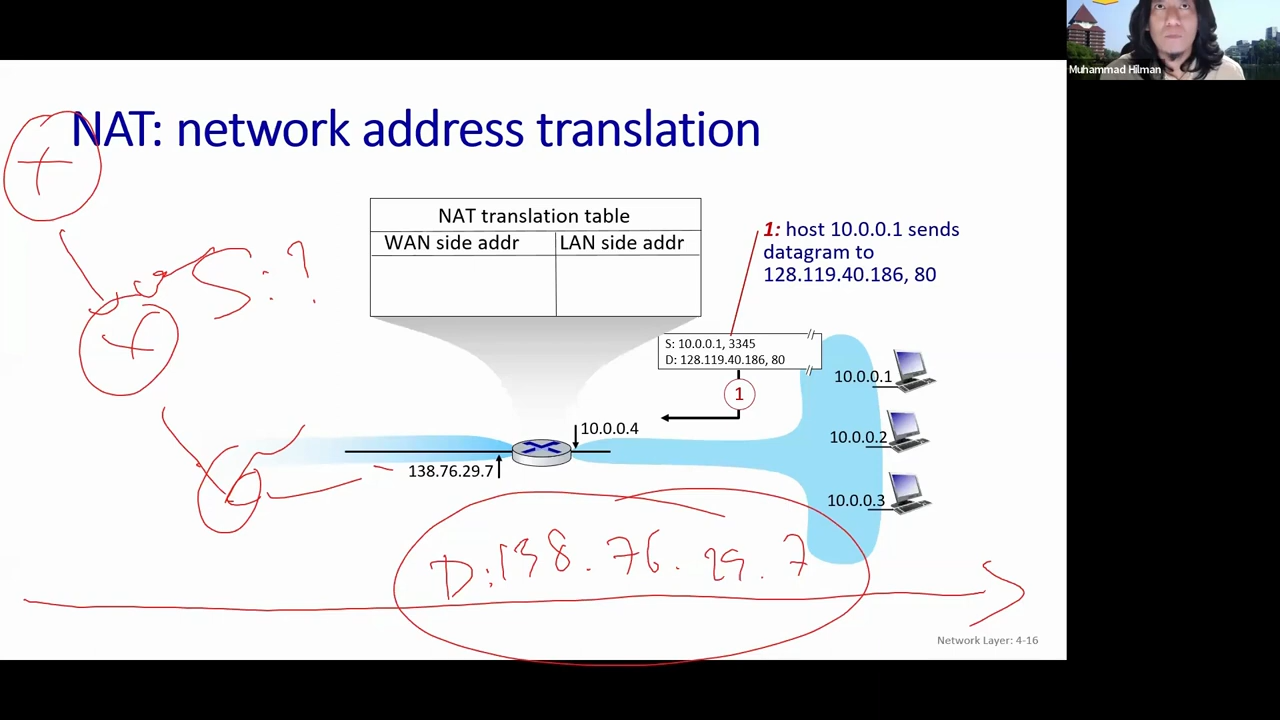 Muhammad Hilman
NAT: network address translation
NAT translation table
WAN side addr
LAN side addr
1: host 10.0.0.1 sends
datagram to
128.119.40.186, 80
S: ?
S: 10.0.0.1, 3345
D: 128.119.40.186, 80
1
10.0.0.1
10.0.0.4
10.0.0.2
138.76.29.7
10.0.0.3
D: 138.76.29.7
Network Layer: 4-16